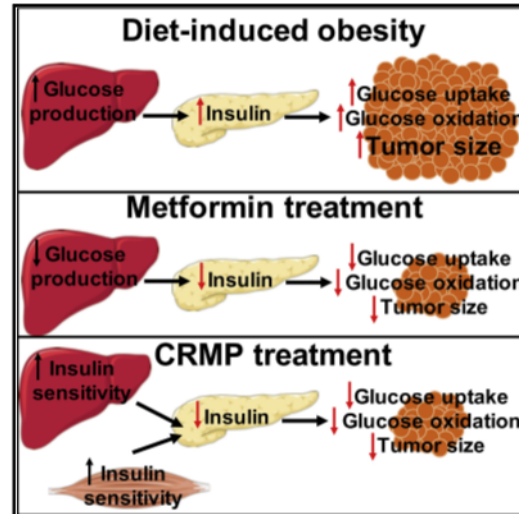 Diet-induced obesity
↑ Glucose
production
↑ Insulin
↑ Glucose uptake
↑ Glucose oxidation
↑ Tumor size
Metformin treatment
↓ Glucose
production
↓ Insulin
↓ Glucose uptake
↓ Glucose oxidation
↓ Tumor size
CRMP treatment
↑ Insulin
sensitivity
↑ Insulin
sensitivity
↓ Insulin
↓ Glucose uptake
↓ Glucose oxidation
↓ Tumor size